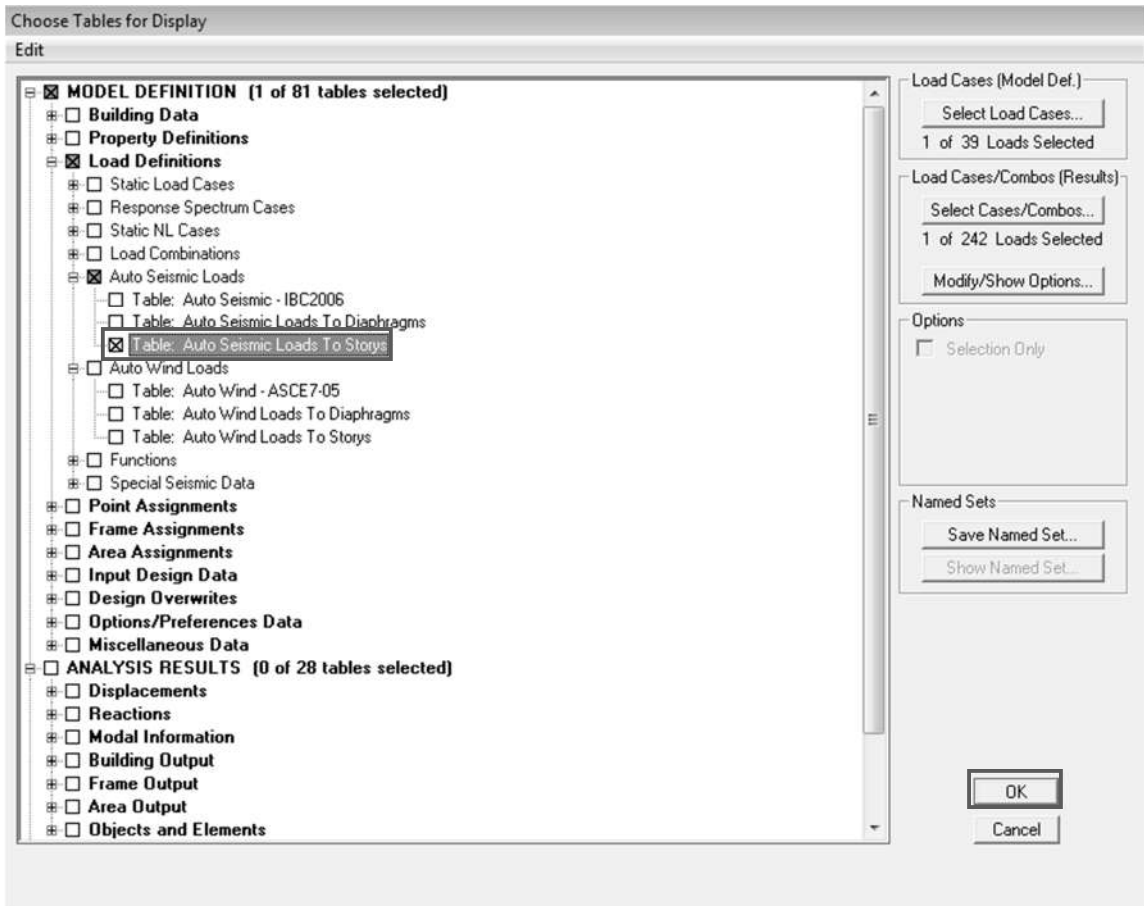 Choose Tables for Display
Edit
MODEL DEFINITION (1 of 81 tables selected)
Building Data
Property Definitions
Load Definitions
Static Load Cases
Response Spectrum Cases
Static NL Cases
Load Combinations
Auto Seismic Loads
Table: Auto Seismic - IBC2006
Table: Auto Seismic Loads To Diaphragms
Table: Auto Seismic Loads To Storys
Auto Wind Loads
Table: Auto Wind - ASCE7-05
Table: Auto Wind Loads To Diaphragms
Table: Auto Wind Loads To Storys
Functions
Special Seismic Data
Point Assignments
Frame Assignments
Area Assignments
Input Design Data
Design Overwrites
Options/Preferences Data
Miscellaneous Data
ANALYSIS RESULTS (0 of 28 tables selected)
Displacements
Reactions
Modal Information
Building Output
Frame Output
Area Output
Objects and Elements
Load Cases (Model Def.)
Select Load Cases...
1 of 39 Loads Selected
Load Cases/Combos (Results)
Select Cases/Combos...
1 of 242 Loads Selected
Modify/Show Options...
Options
Selection Only
Named Sets
Save Named Set...
Show Named Set...
OK
Cancel